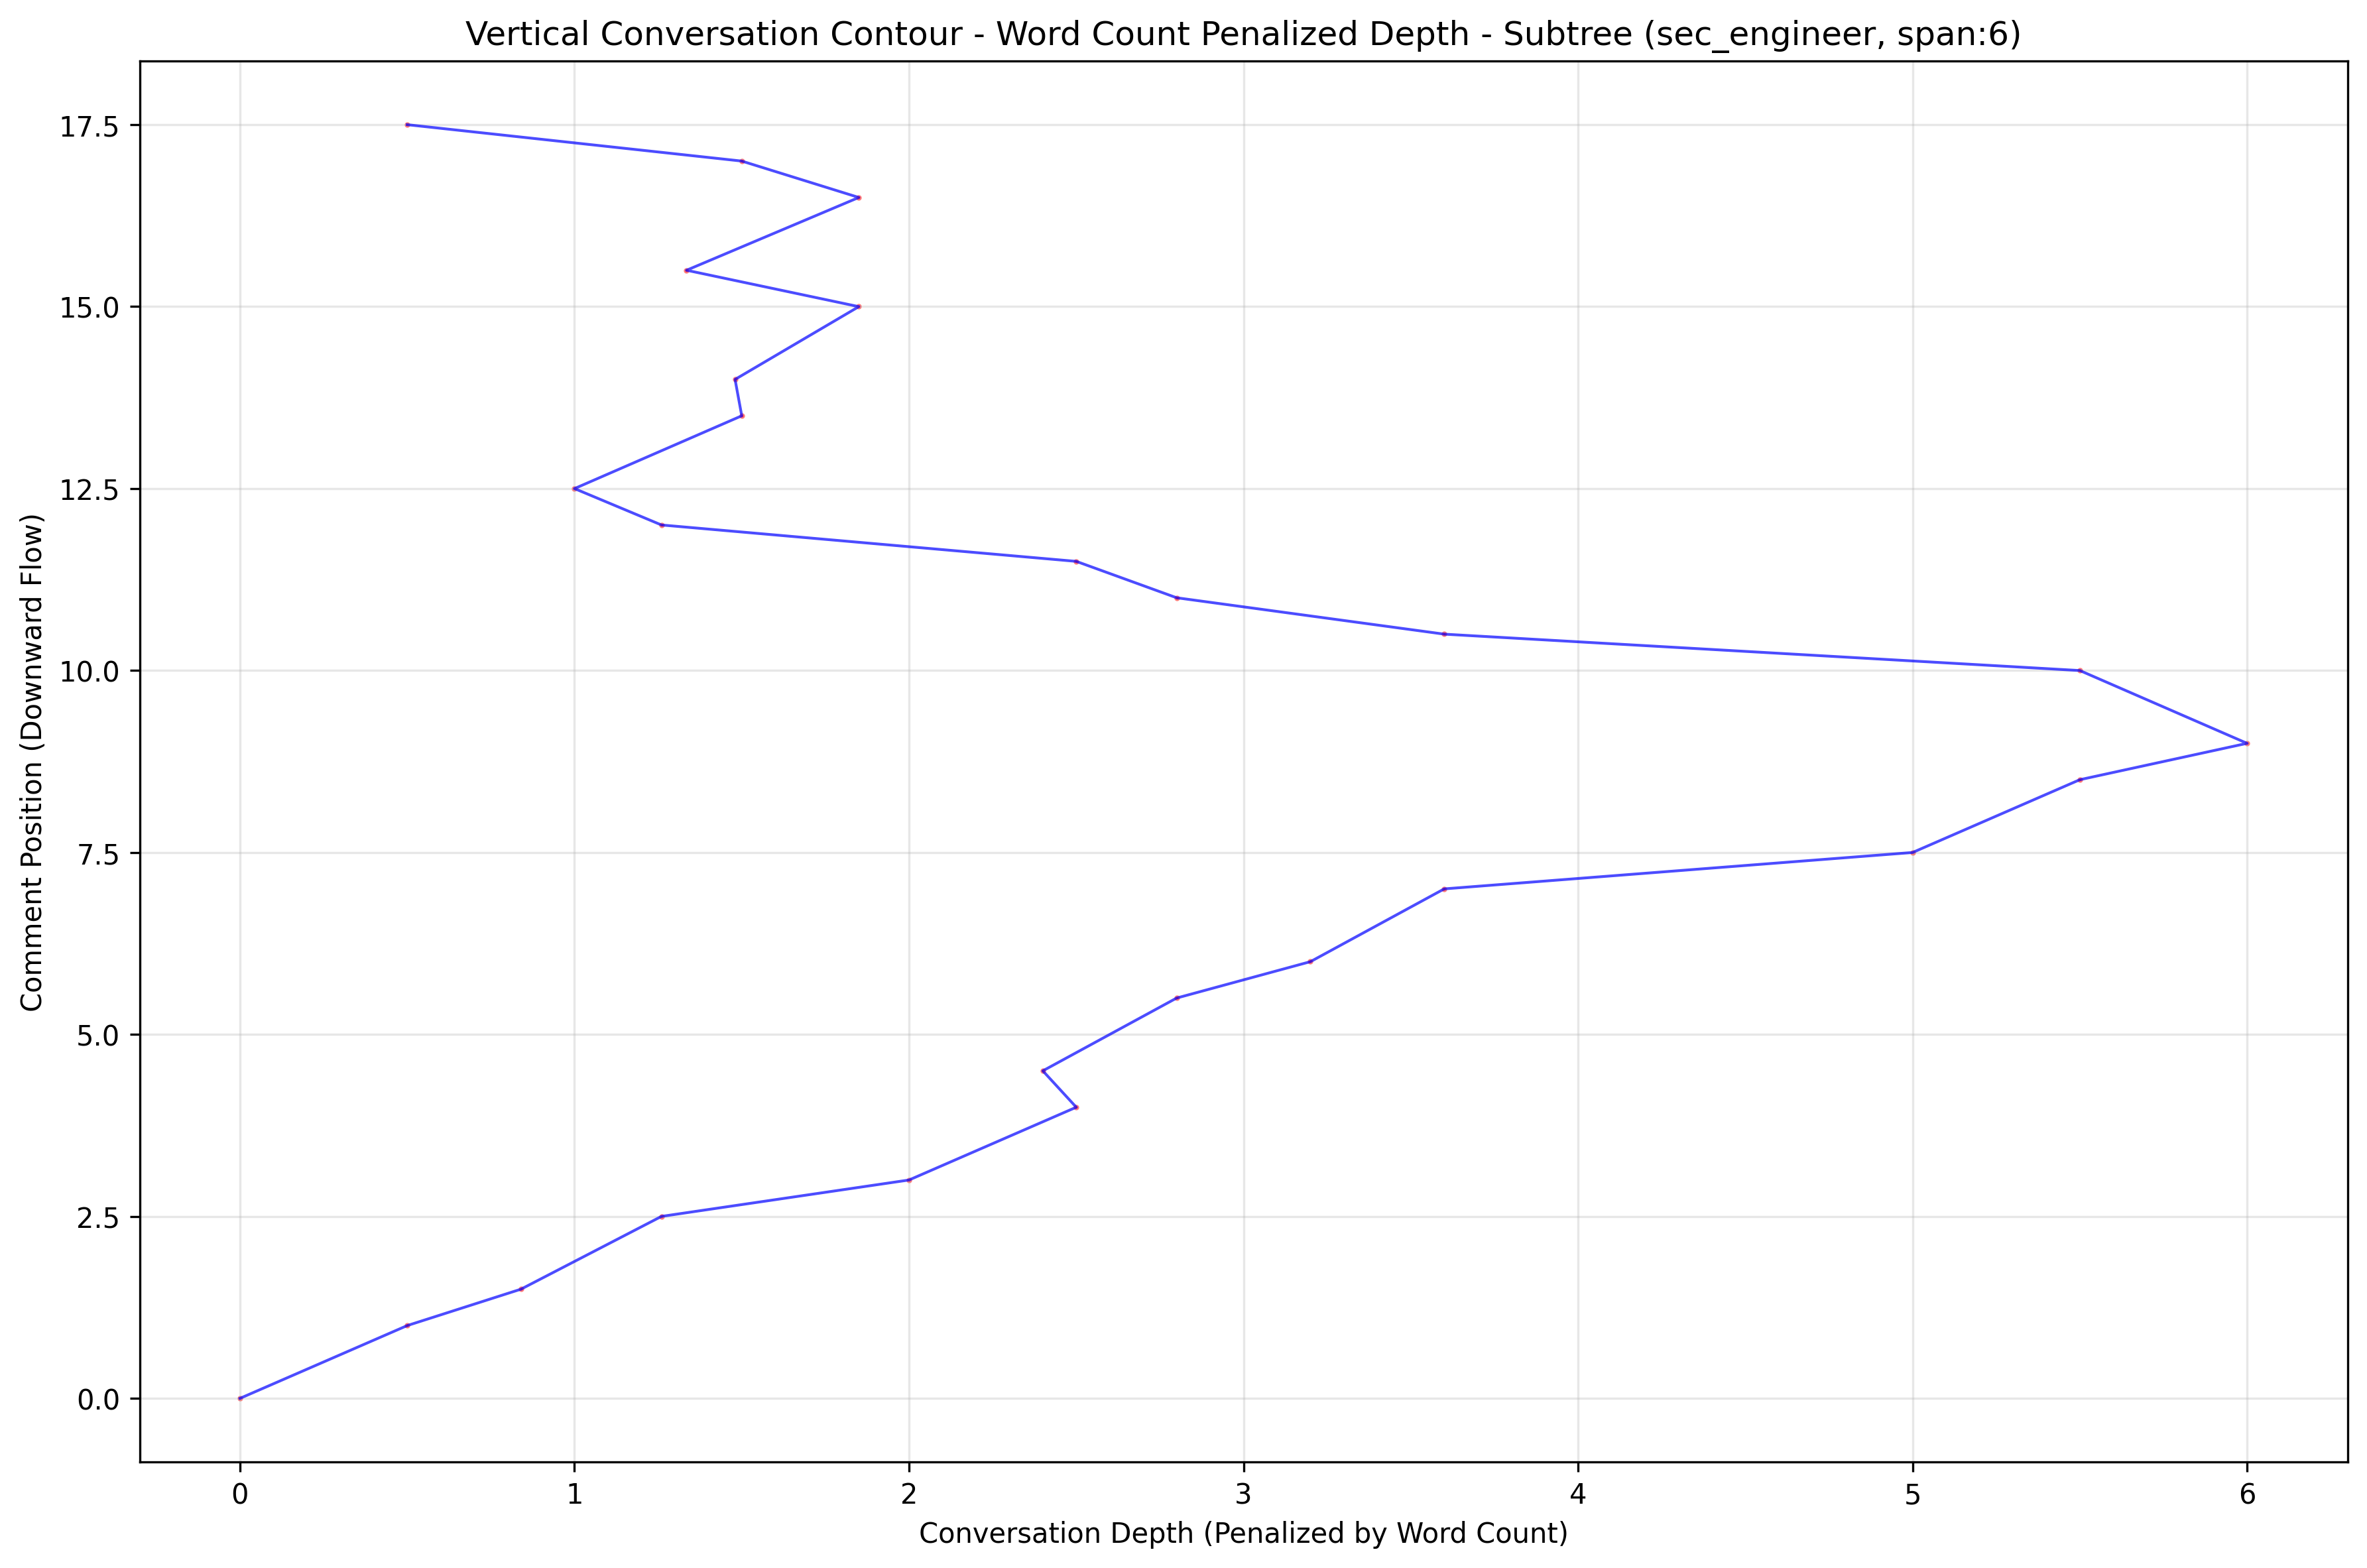 Vertical Conversation Contour - Word Count Penalized Depth - Subtree (sec_engineer, span:6)
Comment Position (Downward Flow)
17.5
15.0
12.5
10.0
7.5
5.0
2.5
0.0
0 1 2 3 4 5 6
Conversation Depth (Penalized by Word Count)